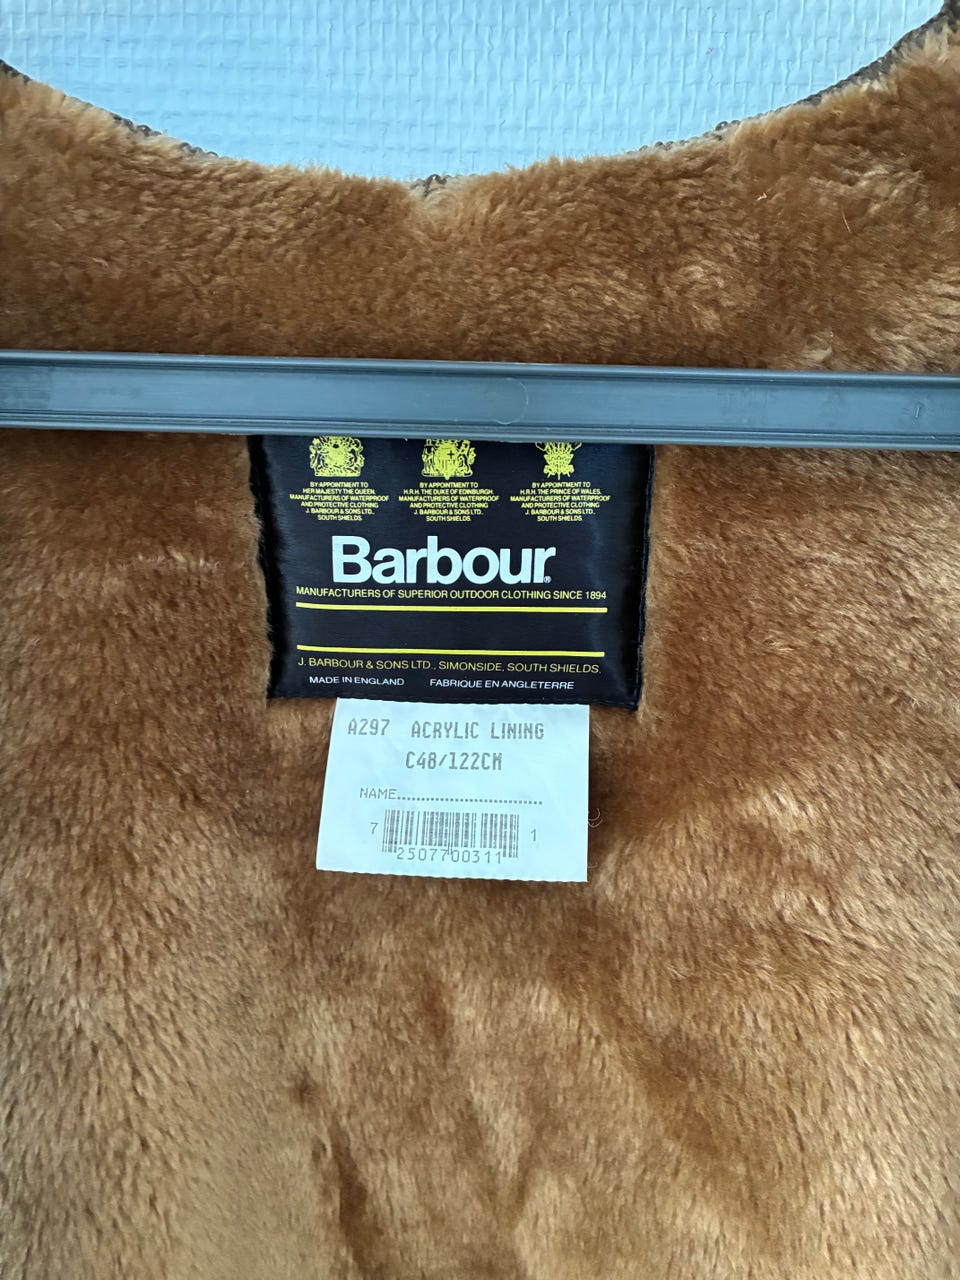 BY APPOINTMENT TO
HER MAJESTY THE QUEEN.
MANUFACTURERS OF WATERPROOF
AND PROTECTIVE CLOTHING
J. BARBOUR & SONS LTD.,
SOUTH SHIELDS.
BY APPOINTMENT TO
H.R.H. THE DUKE OF EDINBURGH.
MANUFACTURERS OF WATERPROOF
AND PROTECTIVE CLOTHING
J. BARBOUR & SONS LTD.,
SOUTH SHIELDS.
BY APPOINTMENT TO
H.R.H. THE PRINCE OF WALES.
MANUFACTURERS OF WATERPROOF
AND PROTECTIVE CLOTHING
J. BARBOUR & SONS LTD.,
SOUTH SHIELDS.
Barbour®
MANUFACTURERS OF SUPERIOR OUTDOOR CLOTHING SINCE 1894
J. BARBOUR & SONS LTD., SIMONSIDE, SOUTH SHIELDS.
MADE IN ENGLAND FABRIQUE EN ANGLETERRE
A297 ACRYLIC LINING
C48/122CM
NAME..............................
7 2507700311 1